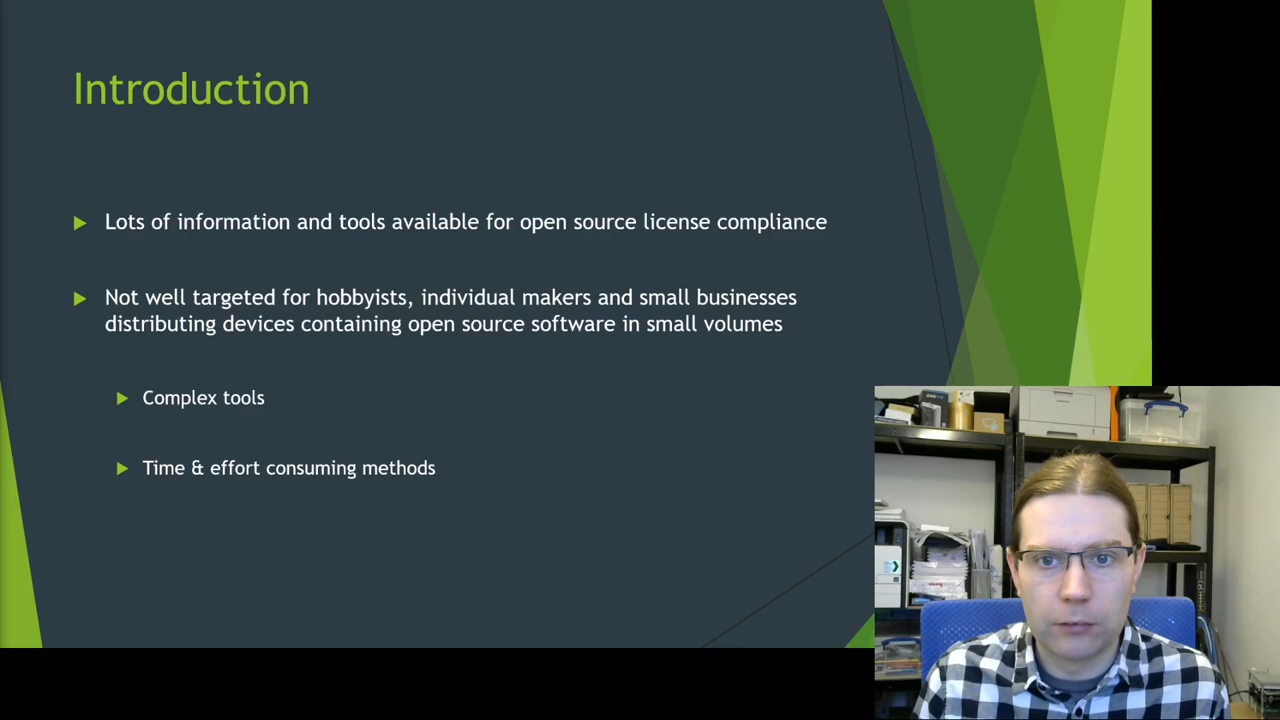 Introduction
Lots of information and tools available for open source license compliance
Not well targeted for hobbyists, individual makers and small businesses
distributing devices containing open source software in small volumes
Complex tools
Time & effort consuming methods